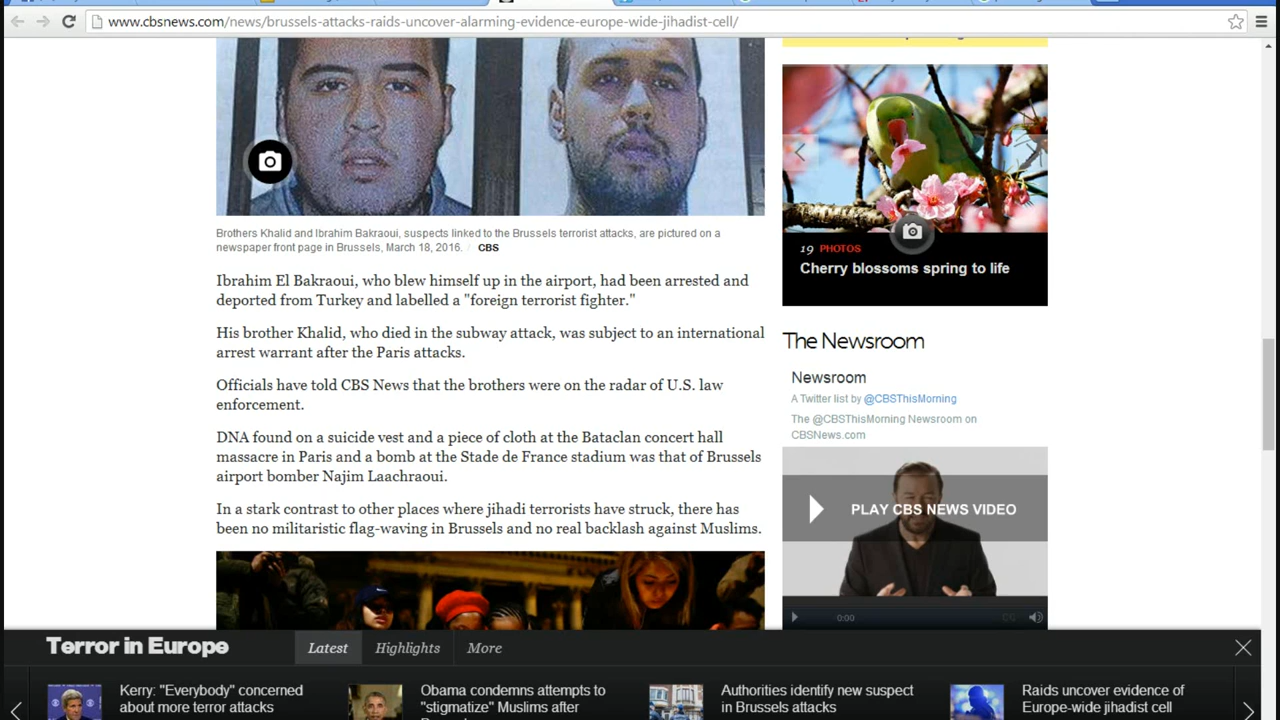 www.cbsnews.com/news/brussels-attacks-raids-uncover-alarming-evidence-europe-wide-jihadist-cell/
Brothers Khalid and Ibrahim Bakraoui, suspects linked to the Brussels terrorist attacks, are pictured on a
newspaper front page in Brussels, March 18, 2016. / CBS
Ibrahim El Bakraoui, who blew himself up in the airport, had been arrested and
deported from Turkey and labelled a "foreign terrorist fighter."
His brother Khalid, who died in the subway attack, was subject to an international
arrest warrant after the Paris attacks.
Officials have told CBS News that the brothers were on the radar of U.S. law
enforcement.
DNA found on a suicide vest and a piece of cloth at the Bataclan concert hall
massacre in Paris and a bomb at the Stade de France stadium was that of Brussels
airport bomber Najim Laachraoui.
In a stark contrast to other places where jihadi terrorists have struck, there has
been no militaristic flag-waving in Brussels and no real backlash against Muslims.
19 PHOTOS
Cherry blossoms spring to life
The Newsroom
Newsroom
A Twitter list by @CBSThisMorning
The @CBSThisMorning Newsroom on
CBSNews.com
PLAY CBS NEWS VIDEO
0:00
CC
Terror in Europe
Latest
Highlights
More
Kerry: "Everybody" concerned
about more terror attacks
Obama condemns attempts to
"stigmatize" Muslims after
Authorities identify new suspect
in Brussels attacks
Raids uncover evidence of
Europe-wide jihadist cell